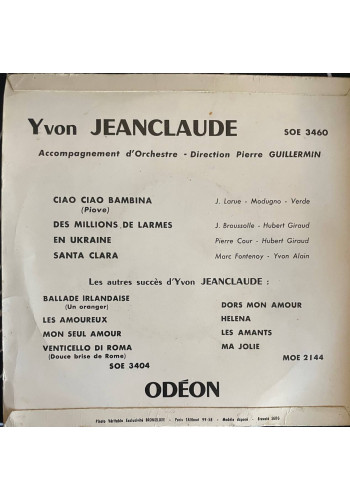 Yvon JEANCLAUDE SOE 3460
Accompagnement d'Orchestre - Direction Pierre GUILLERMIN
CIAO CIAO BAMBINA J. Larue - Modugno - Verde
(Piove)
DES MILLIONS DE LARMES J. Broussolle - Hubert Giraud
EN UKRAINE Pierre Cour - Hubert Giraud
SANTA CLARA Marc Fontenoy - Yvon Alain
Les autres succès d'Yvon JEANCLAUDE :
BALLADE IRLANDAISE
(Un oranger)
LES AMOUREUX
MON SEUL AMOUR
VENTICELLO DI ROMA
(Douce brise de Rome)
SOE 3404
DORS MON AMOUR
HELENA
LES AMANTS
MA JOLIE
MOE 2144
ODÉON
Modèle déposé